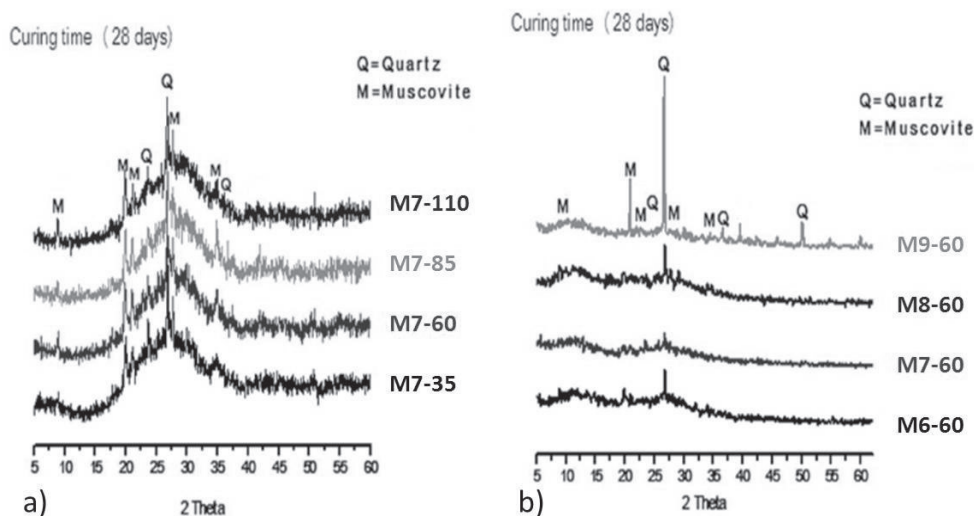 Curing time ( 28 days)
Q=Quartz
M=Muscovite
Q
M
M
Q
M
M
M
Q
M7-110
M7-85
M7-60
M7-35
5 10 15 20 25 30 35 40 45 50 55 60
2 Theta
a)
Curing time ( 28 days)
Q=Quartz
M=Muscovite
Q
M
Q
M
M
M
M
Q
Q
M9-60
M8-60
M7-60
M6-60
5 10 15 20 25 30 35 40 45 50 55 60
2 Theta
b)